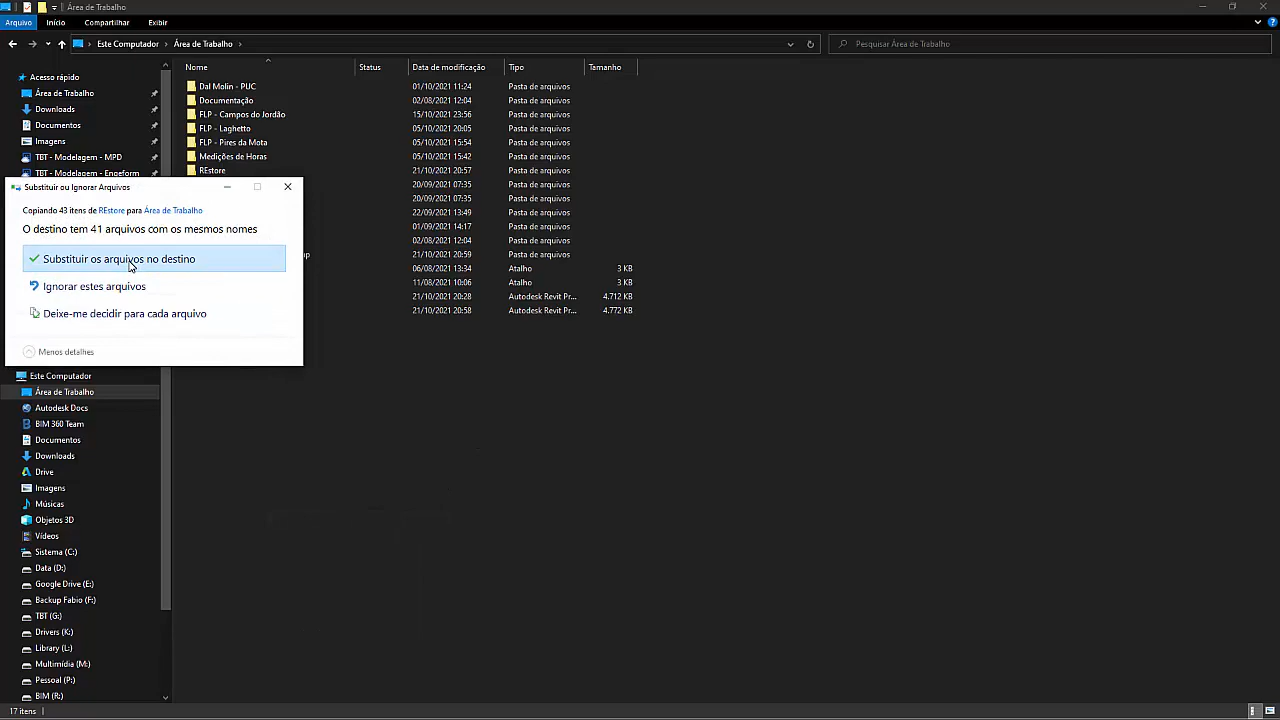 Área de Trabalho
Arquivo Início Compartilhar Exibir
Este Computador Área de Trabalho
Pesquisar Área de Trabalho
Nome Status Data de modificação Tipo Tamanho
Acesso rápido
Área de Trabalho
Downloads
Documentos
Imagens
TBT - Modelagem - MPD
TBT - Modelagem - Engeform
Dal Molin - PUC 01/10/2021 11:24 Pasta de arquivos
Documentação 02/08/2021 12:04 Pasta de arquivos
FLP - Campos do Jordão 15/10/2021 23:56 Pasta de arquivos
FLP - Laghetto 05/10/2021 20:05 Pasta de arquivos
FLP - Pires da Mota 05/10/2021 15:54 Pasta de arquivos
Medições de Horas 05/10/2021 15:42 Pasta de arquivos
REstore 21/10/2021 20:57 Pasta de arquivos
20/09/2021 07:35 Pasta de arquivos
20/09/2021 07:35 Pasta de arquivos
22/09/2021 13:49 Pasta de arquivos
01/09/2021 14:17 Pasta de arquivos
02/08/2021 12:04 Pasta de arquivos
up 21/10/2021 20:59 Pasta de arquivos
06/08/2021 13:34 Atalho 3 KB
11/08/2021 10:06 Atalho 3 KB
21/10/2021 20:28 Autodesk Revit Pr... 4.712 KB
21/10/2021 20:58 Autodesk Revit Pr... 4.772 KB
Substituir ou Ignorar Arquivos
Copiando 43 itens de REstore para Área de Trabalho
O destino tem 41 arquivos com os mesmos nomes
Substituir os arquivos no destino
Ignorar estes arquivos
Deixe-me decidir para cada arquivo
Menos detalhes
Este Computador
Área de Trabalho
Autodesk Docs
BIM 360 Team
Documentos
Downloads
Drive
Imagens
Músicas
Objetos 3D
Vídeos
Sistema (C:)
Data (D:)
Google Drive (E:)
Backup Fabio (F:)
TBT (G:)
Drivers (K:)
Library (L:)
Multimídia (M:)
Pessoal (P:)
BIM (R:)
17 itens